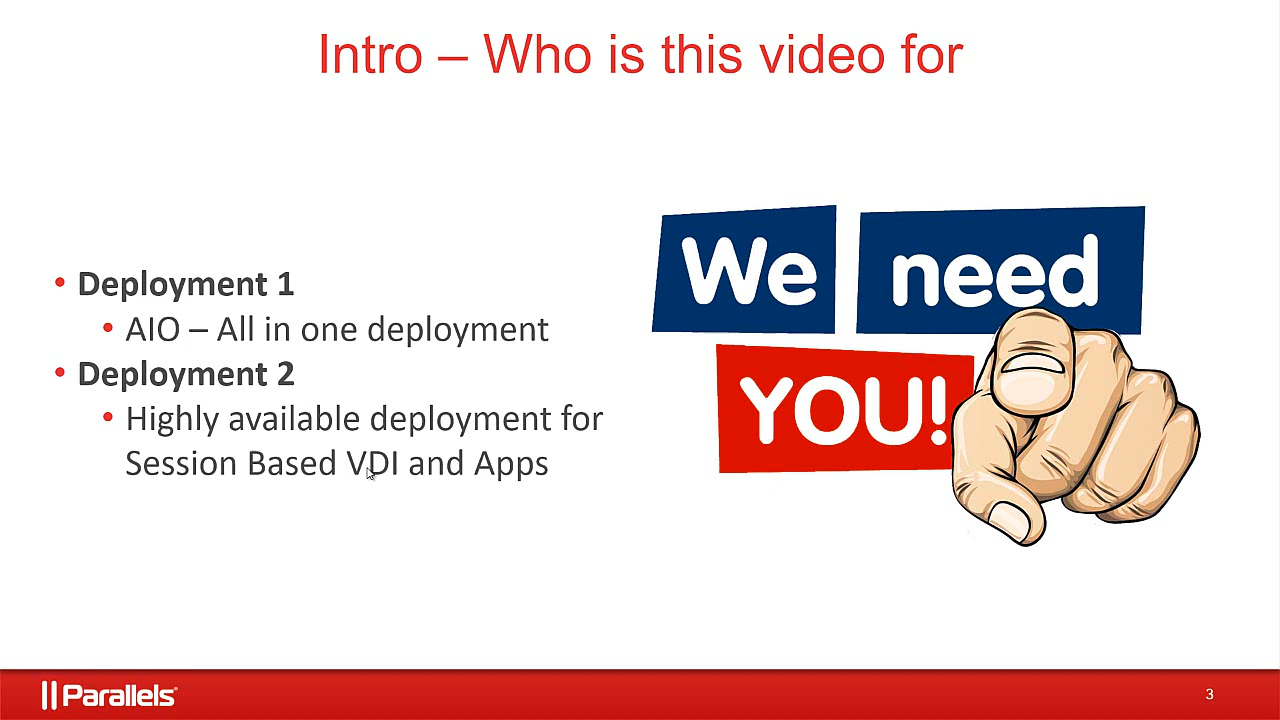 Intro – Who is this video for
• Deployment 1
• AIO – All in one deployment
• Deployment 2
• Highly available deployment for
Session Based VDI and Apps
We need
YOU!
Parallels®
3